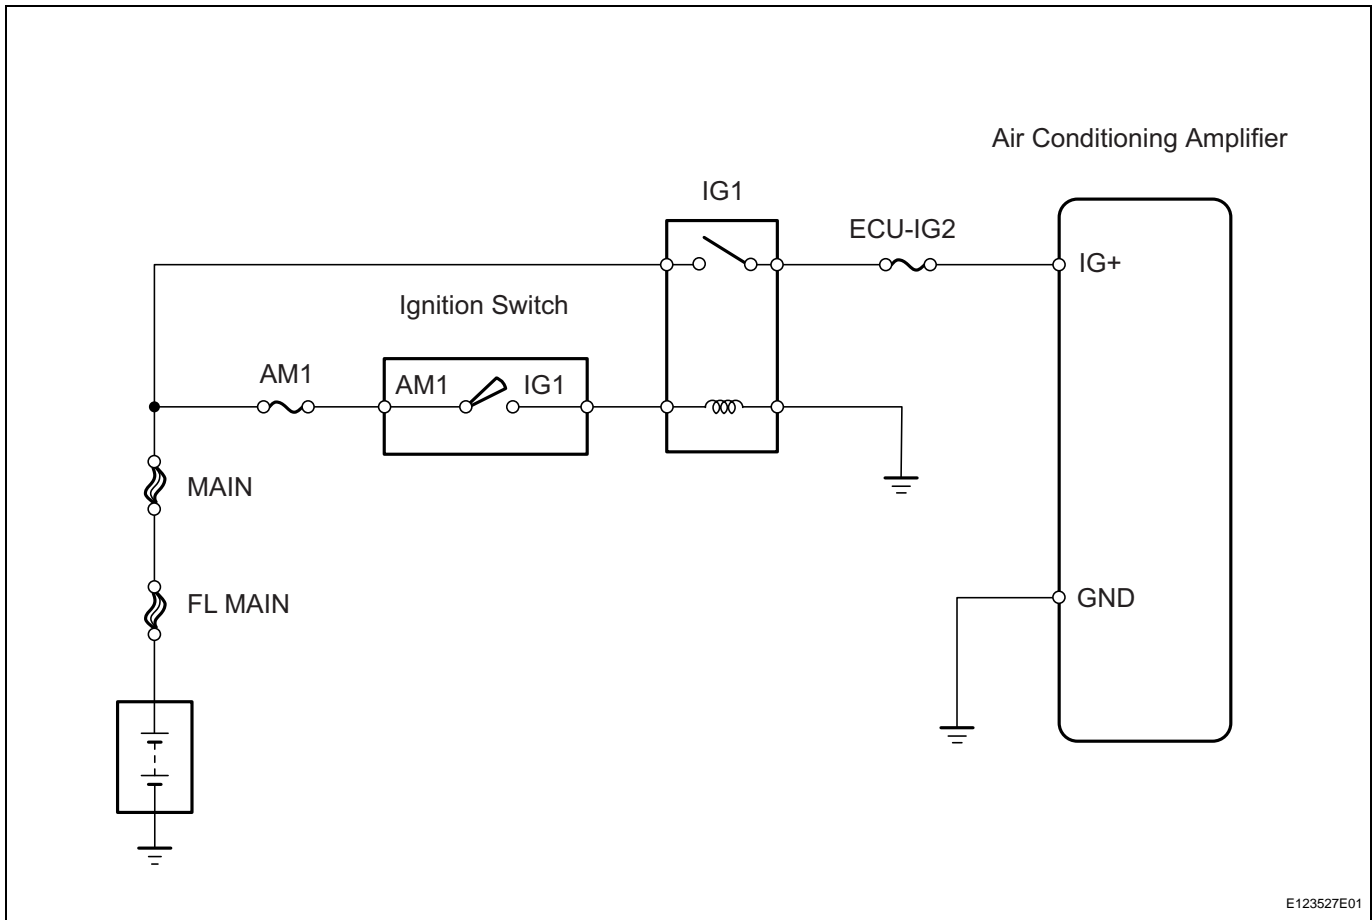 Air Conditioning Amplifier
IG1
ECU-IG2
IG+
Ignition Switch
AM1
AM1
IG1
MAIN
FL MAIN
GND
E123527E01